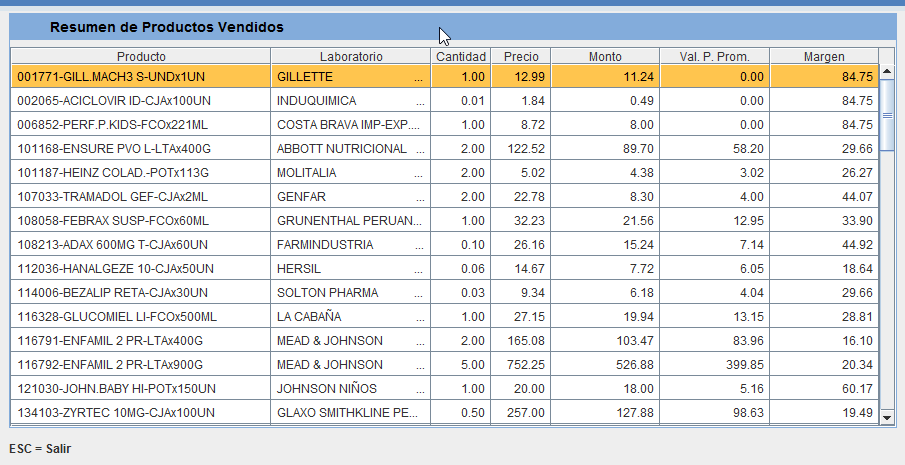 Resumen de Productos Vendidos
Producto Laboratorio Cantidad Precio Monto Val. P. Prom. Margen
001771-GILL.MACH3 S-UNDx1UN GILLETTE ... 1.00 12.99 11.24 0.00 84.75
002065-ACICLOVIR ID-CJAx100UN INDUQUIMICA ... 0.01 1.84 0.49 0.00 84.75
006852-PERF.P.KIDS-FCOx221ML COSTA BRAVA IMP-EXP.... 1.00 8.72 8.00 0.00 84.75
101168-ENSURE PVO L-LTAx400G ABBOTT NUTRICIONAL ... 2.00 122.52 89.70 58.20 29.66
101187-HEINZ COLAD.-POTx113G MOLITALIA ... 2.00 5.02 4.38 3.02 26.27
107033-TRAMADOL GEF-CJAx2ML GENFAR ... 2.00 22.78 8.30 4.00 44.07
108058-FEBRAX SUSP-FCOx60ML GRUNENTHAL PERUAN... 1.00 32.23 21.56 12.95 33.90
108213-ADAX 600MG T-CJAx60UN FARMINDUSTRIA ... 0.10 26.16 15.24 7.14 44.92
112036-HANALGEZE 10-CJAx50UN HERSIL ... 0.06 14.67 7.72 6.05 18.64
114006-BEZALIP RETA-CJAx30UN SOLTON PHARMA ... 0.03 9.34 6.18 4.04 29.66
116328-GLUCOMIEL LI-FCOx500ML LA CABAÑA ... 1.00 27.15 19.94 13.15 28.81
116791-ENFAMIL 2 PR-LTAx400G MEAD & JOHNSON ... 2.00 165.08 103.47 83.96 16.10
116792-ENFAMIL 2 PR-LTAx900G MEAD & JOHNSON ... 5.00 752.25 526.88 399.85 20.34
121030-JOHN.BABY HI-POTx150UN JOHNSON NIÑOS ... 1.00 20.00 18.00 5.16 60.17
134103-ZYRTEC 10MG-CJAx100UN GLAXO SMITHKLINE PE... 0.50 257.00 127.88 98.63 19.49
ESC = Salir